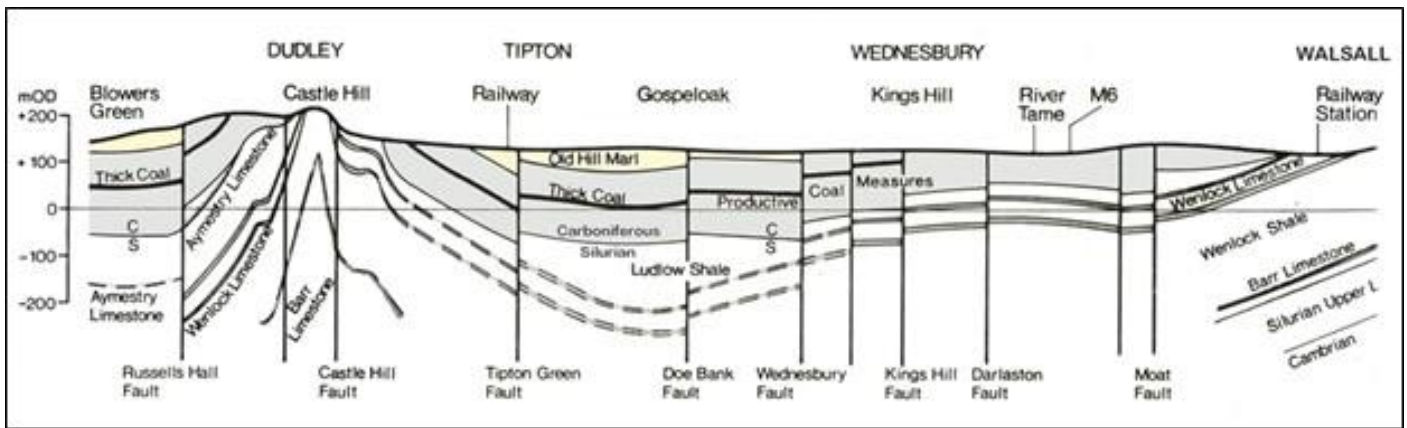 DUDLEY TIPTON WEDNESBURY WALSALL
mOD
Blowers
Green
Castle Hill
Railway
Gospeloak
Kings Hill
River
Tame
M6
Railway
Station
+200
+100
0
-100
-200
Thick Coal
C
S
Aymestry
Limestone
Aymestry Limestone
Wenlock Limestone
Barr
Limestone
Old Hill Marl
Thick Coal
Carboniferous
Silurian
Ludlow Shale
Productive
Coal
Measures
C
S
Wenlock Limestone
Wenlock Shale
Barr Limestone
Silurian Upper L
Cambrian
Russells Hall
Fault
Castle Hill
Fault
Tipton Green
Fault
Doe Bank
Fault
Wednesbury
Fault
Kings Hill
Fault
Darlaston
Fault
Moat
Fault